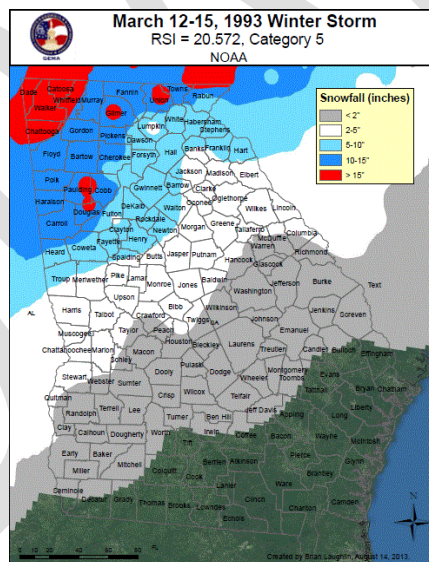 March 12-15, 1993 Winter Storm
RSI = 20.572, Category 5
NOAA
GEMA
Snowfall (inches)
< 2"
2-5"
5-10"
10-15"
> 15"
Dade
Catoosa
Fannin
Towns
Rabun
Walker
Whitfield
Murray
Union
Gilmer
White
Habersham
Chattooga
Gordon
Pickens
Lumpkin
Stephens
Dawson
Floyd
Bartow
Cherokee
Forsyth
Hall
Banks
Franklin
Hart
Jackson
Madison
Elbert
Polk
Paulding
Cobb
Gwinnett
Barrow
Clarke
Haralson
Douglas
Fulton
DeKalb
Walton
Oconee
Oglethorpe
Wilkes
Lincoln
Carroll
Clayton
Rockdale
Newton
Morgan
Greene
Taliaferro
Columbia
Heard
Coweta
Fayette
Henry
McDuffie
Warren
Richmond
Spalding
Butts
Jasper
Putnam
Hancock
Glascock
Troup
Meriwether
Pike
Lamar
Monroe
Jones
Baldwin
Washington
Jefferson
Burke
Text
AL
Harris
Talbot
Upson
Bibb
Wilkinson
Jenkins
Screven
Crawford
Twiggs
GA
Johnson
Muscogee
Taylor
Peach
Houston
Bleckley
Laurens
Emanuel
Chattahoochee
Marion
Macon
Treutlen
Candler
Bulloch
Effingham
Schley
Pulaski
Dodge
Montgomery
Stewart
Webster
Sumter
Dooly
Wheeler
Toombs
Evans
Tattnall
Bryan
Chatham
Quitman
Crisp
Wilcox
Telfair
Randolph
Terrell
Lee
Turner
Ben Hill
Jeff Davis
Appling
Long
Liberty
Clay
Calhoun
Dougherty
Worth
Irwin
Coffee
Bacon
Wayne
McIntosh
Tift
Early
Baker
Pierce
Glynn
Miller
Mitchell
Colquitt
Berrien
Atkinson
Brantley
Cook
Ware
Seminole
Lanier
Decatur
Grady
Thomas
Brooks
Lowndes
Clinch
Charlton
Camden
Echols
N
FL
0
20
40
60
80
Created by Brian Laughlin, August 14, 2013.